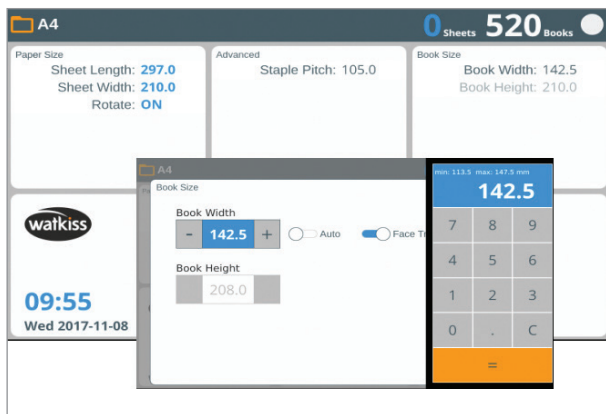 A4
0 Sheets 520 Books
Paper Size
Sheet Length: 297.0
Sheet Width: 210.0
Rotate: ON
Advanced
Staple Pitch: 105.0
Book Size
Book Width: 142.5
Book Height: 210.0
watkiss
09:55
Wed 2017-11-08
A4
Book Size
Book Width
- 142.5 +
Auto
Face Tr
Book Height
208.0
min: 113.5 max: 147.5 mm
142.5
7 8 9
4 5 6
1 2 3
0 . C
=